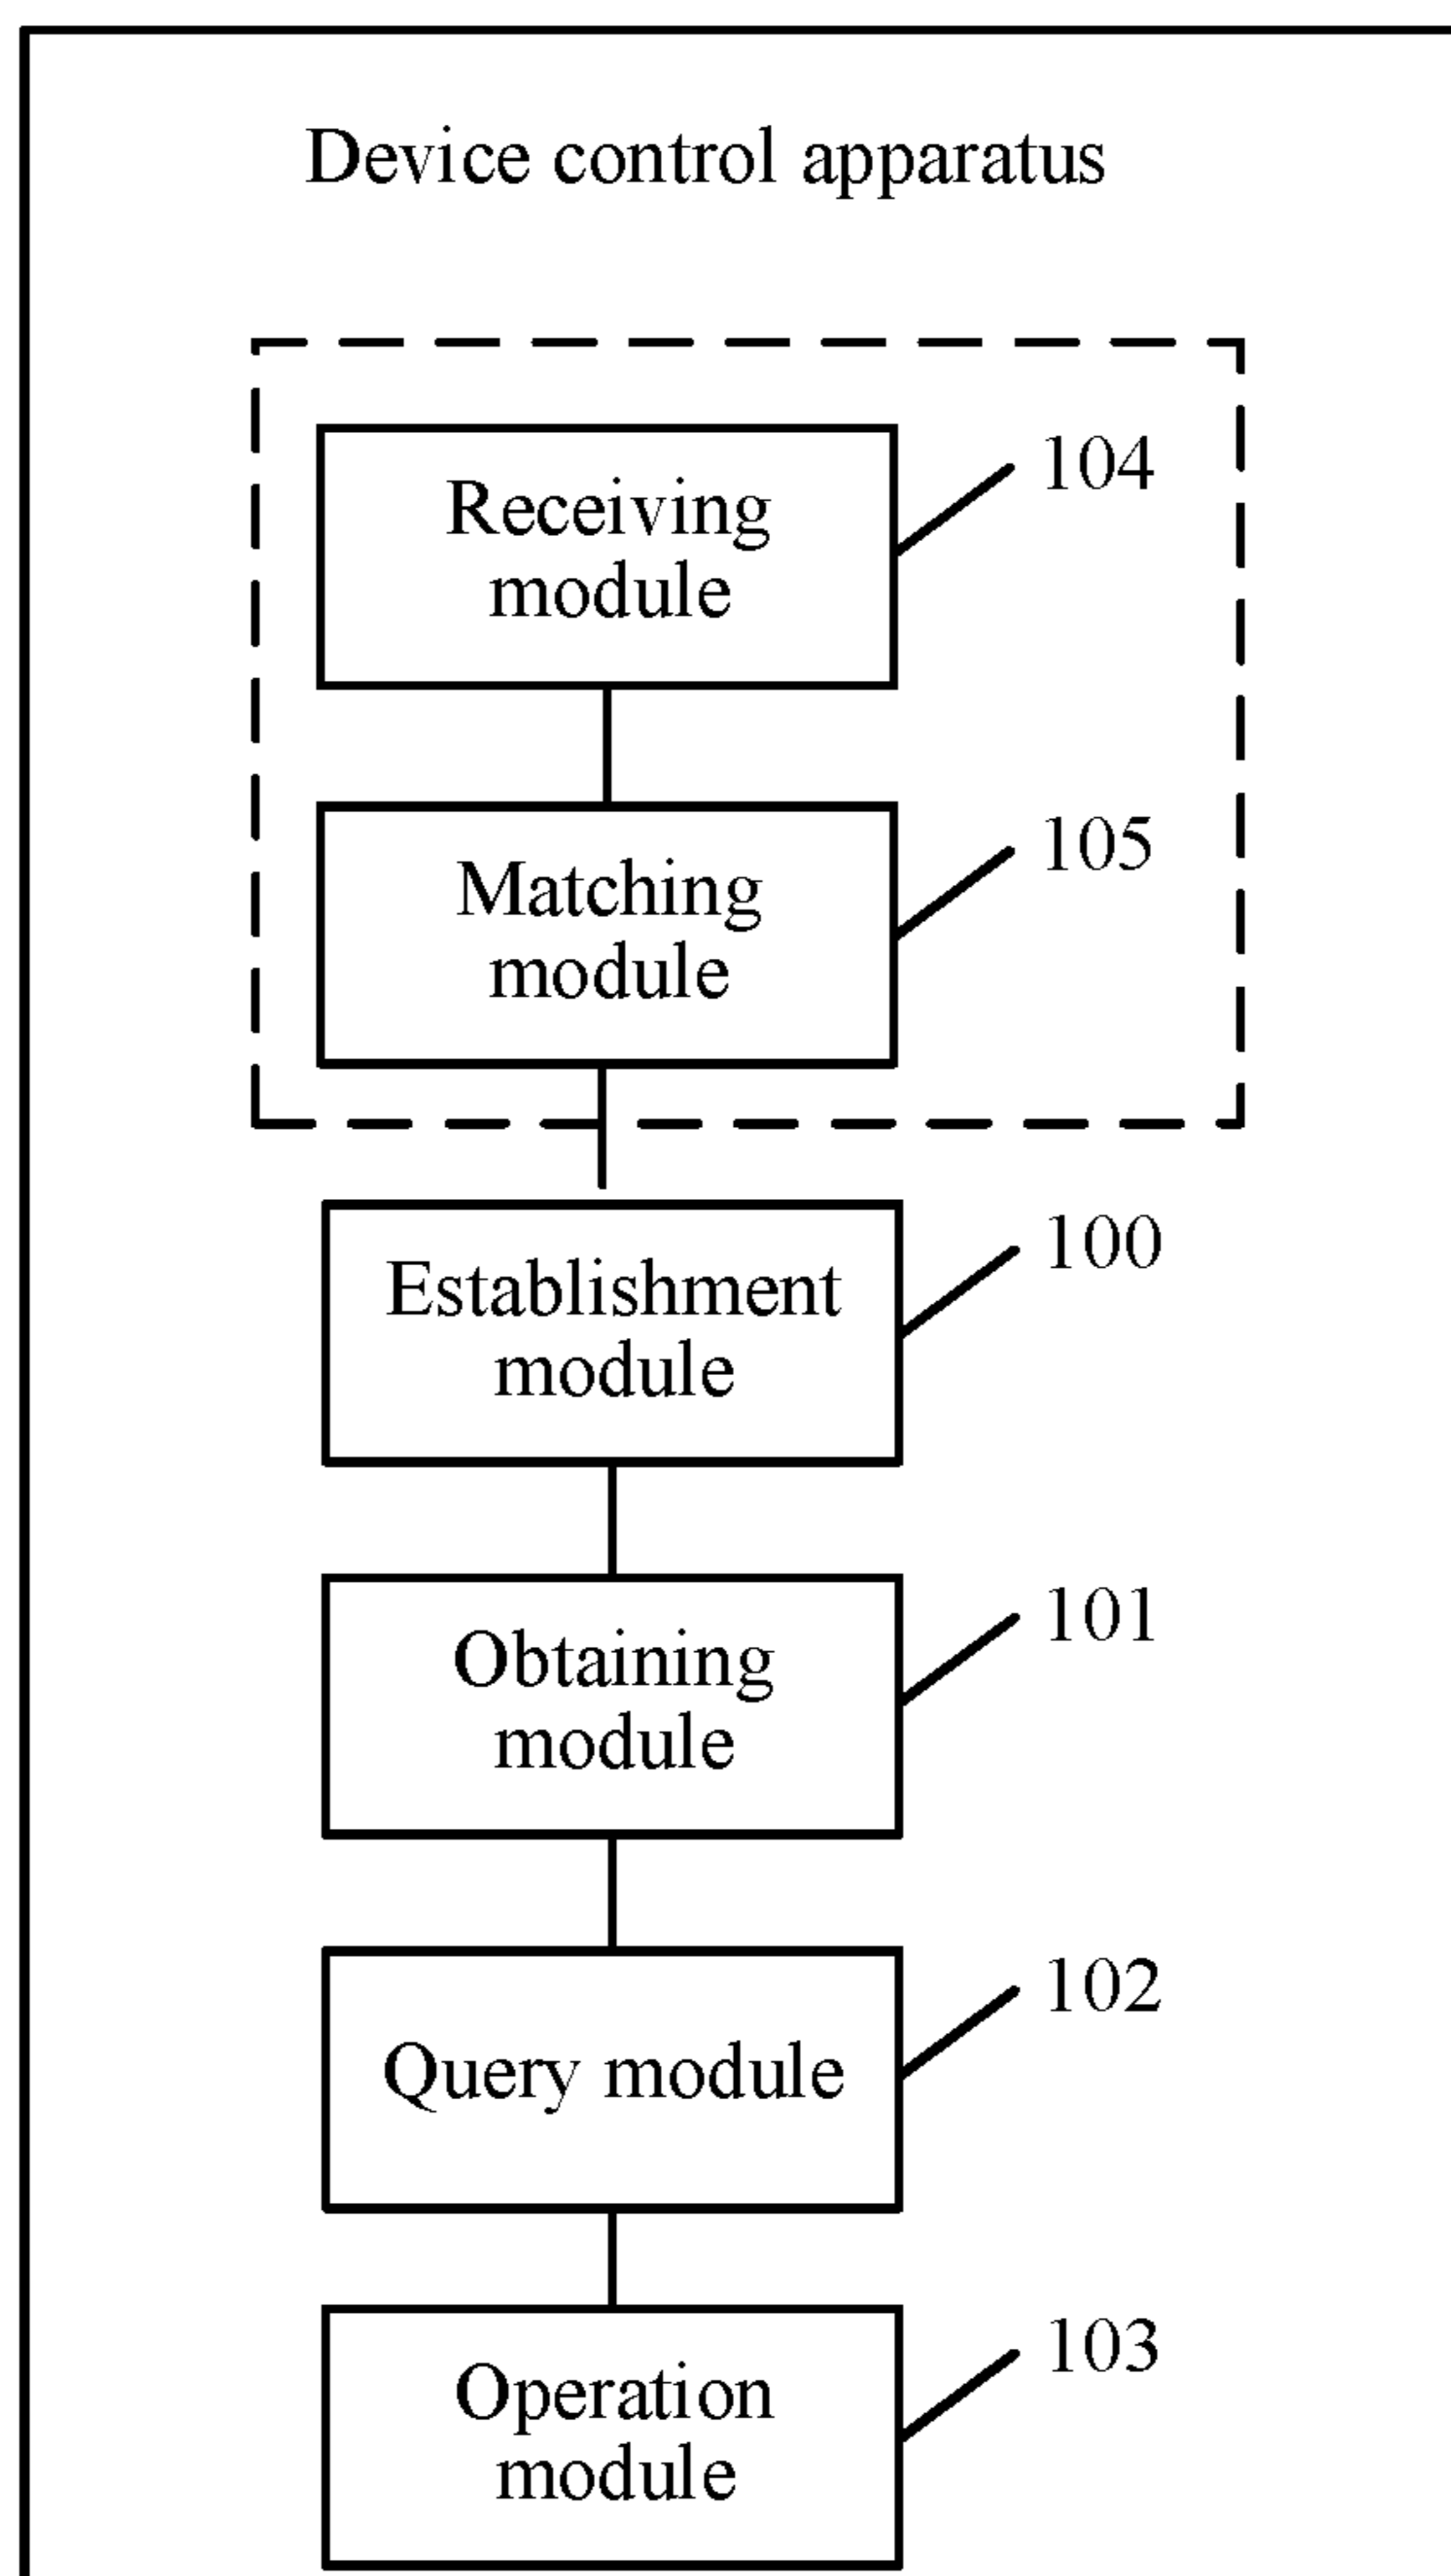 Device control apparatus
Receiving
module
104
Matching
module
105
Establishment
module
100
Obtaining
module
101
Query module
102
Operation
module
103